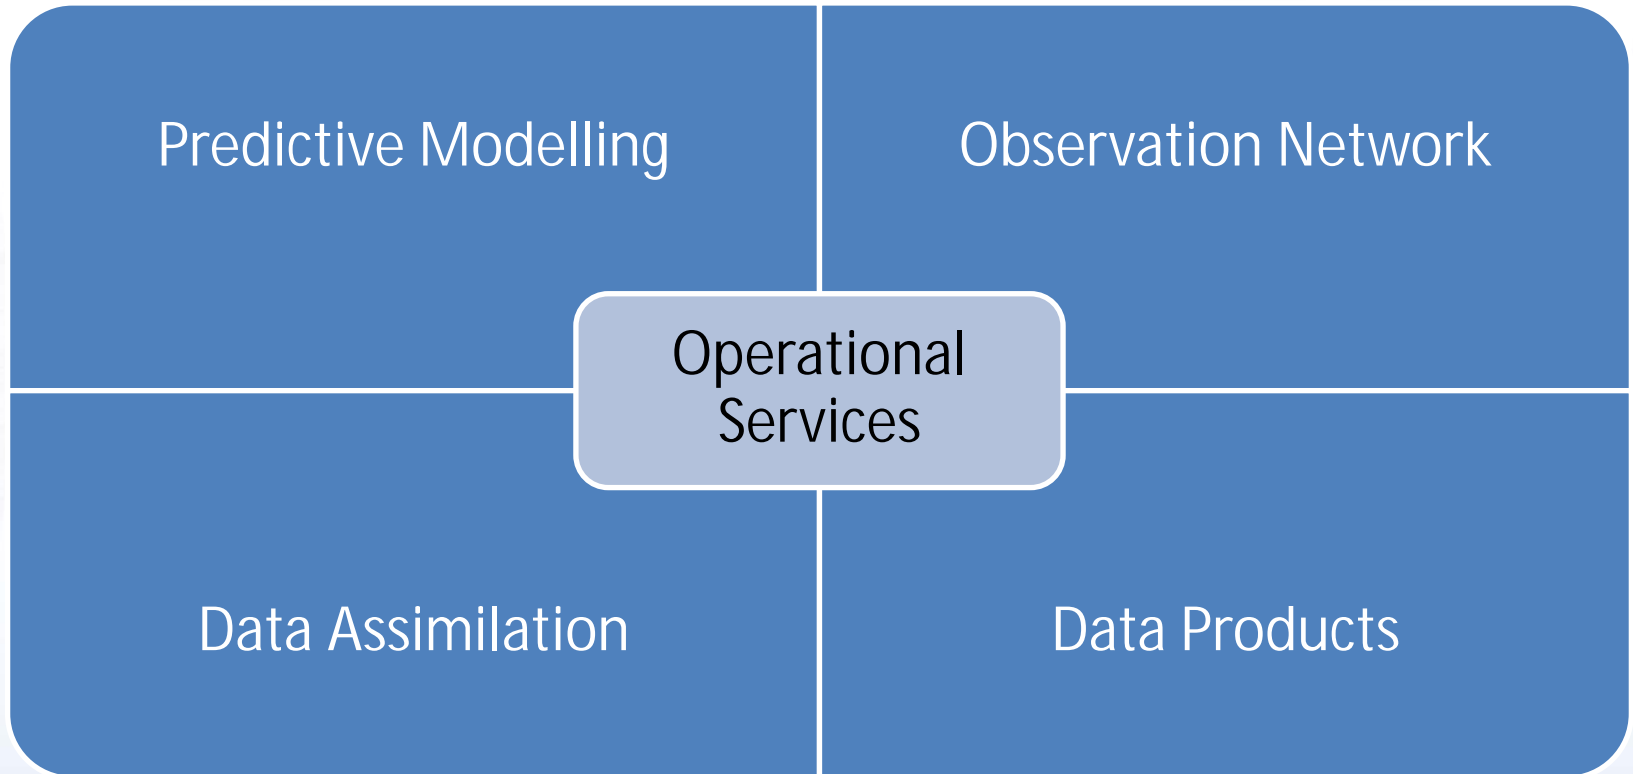 Predictive Modelling
Observation Network
Operational
Services
Data Assimilation
Data Products